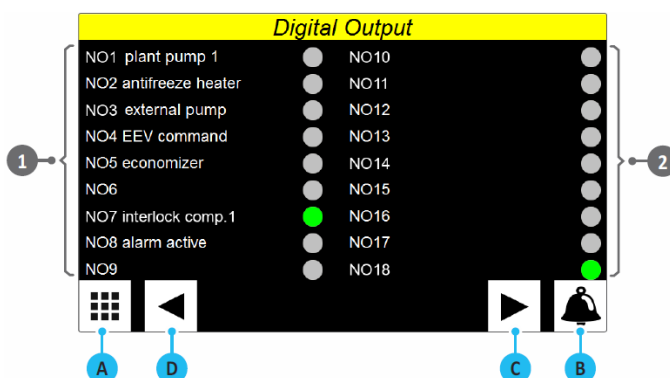 Digital Output
NO1 plant pump 1
NO2 antifreeze heater
NO3 external pump
NO4 EEV command
NO5 economizer
NO6
NO7 interlock comp.1
NO8 alarm active
NO9
NO10
NO11
NO12
NO13
NO14
NO15
NO16
NO17
NO18
1
2
A
D
C
B